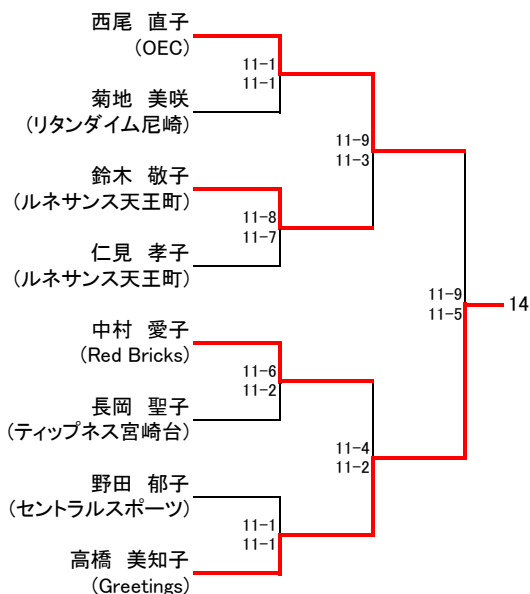 西尾 直子
(OEC)
11-1
11-1
菊地 美咲
(リタンダイム尼崎)
11-9
11-3
鈴木 敬子
(ルネサンス天王町)
11-8
11-7
仁見 孝子
(ルネサンス天王町)
11-9
11-5
14
中村 愛子
(Red Bricks)
11-6
11-2
長岡 聖子
(ティップネス宮崎台)
11-4
11-2
野田 郁子
(セントラルスポーツ)
11-1
11-1
高橋 美知子
(Greetings)